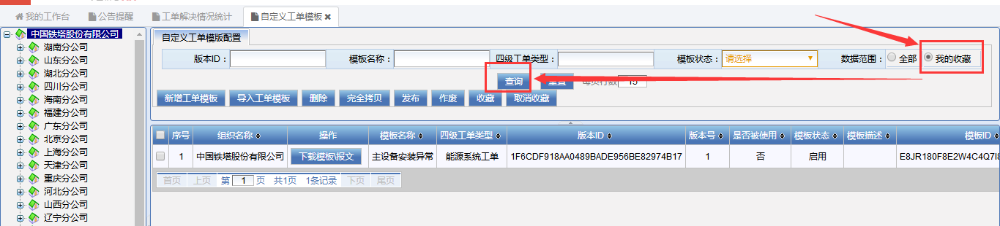 我的工作台 公告提醒 工单解决情况统计 自定义工单模板
中国铁塔股份有限公司
湖南分公司
山东分公司
湖北分公司
四川分公司
海南分公司
福建分公司
广东分公司
北京分公司
上海分公司
天津分公司
重庆分公司
河北分公司
山西分公司
辽宁分公司
自定义工单模版配置
版本ID： 模板名称： 四级工单类型： 模板状态： 请选择 数据范围： 全部 我的收藏
查询 重置 每页行数 15
新增工单模板 导入工单模板 删除 完全拷贝 发布 作废 收藏 取消收藏
序号 组织名称 操作 模板名称 四级工单类型 版本ID 版本号 是否被使用 模板状态 模板描述 模板ID
1 中国铁塔股份有限公司 下载模板\报文 主设备安装异常 能源系统工单 1F6CDF918AA0489BADE956BE82974B17 1 否 启用 E8JR180F8E2W4C4Q7I8
首页 上页 第 1 页 共1页 1条记录 下页 尾页